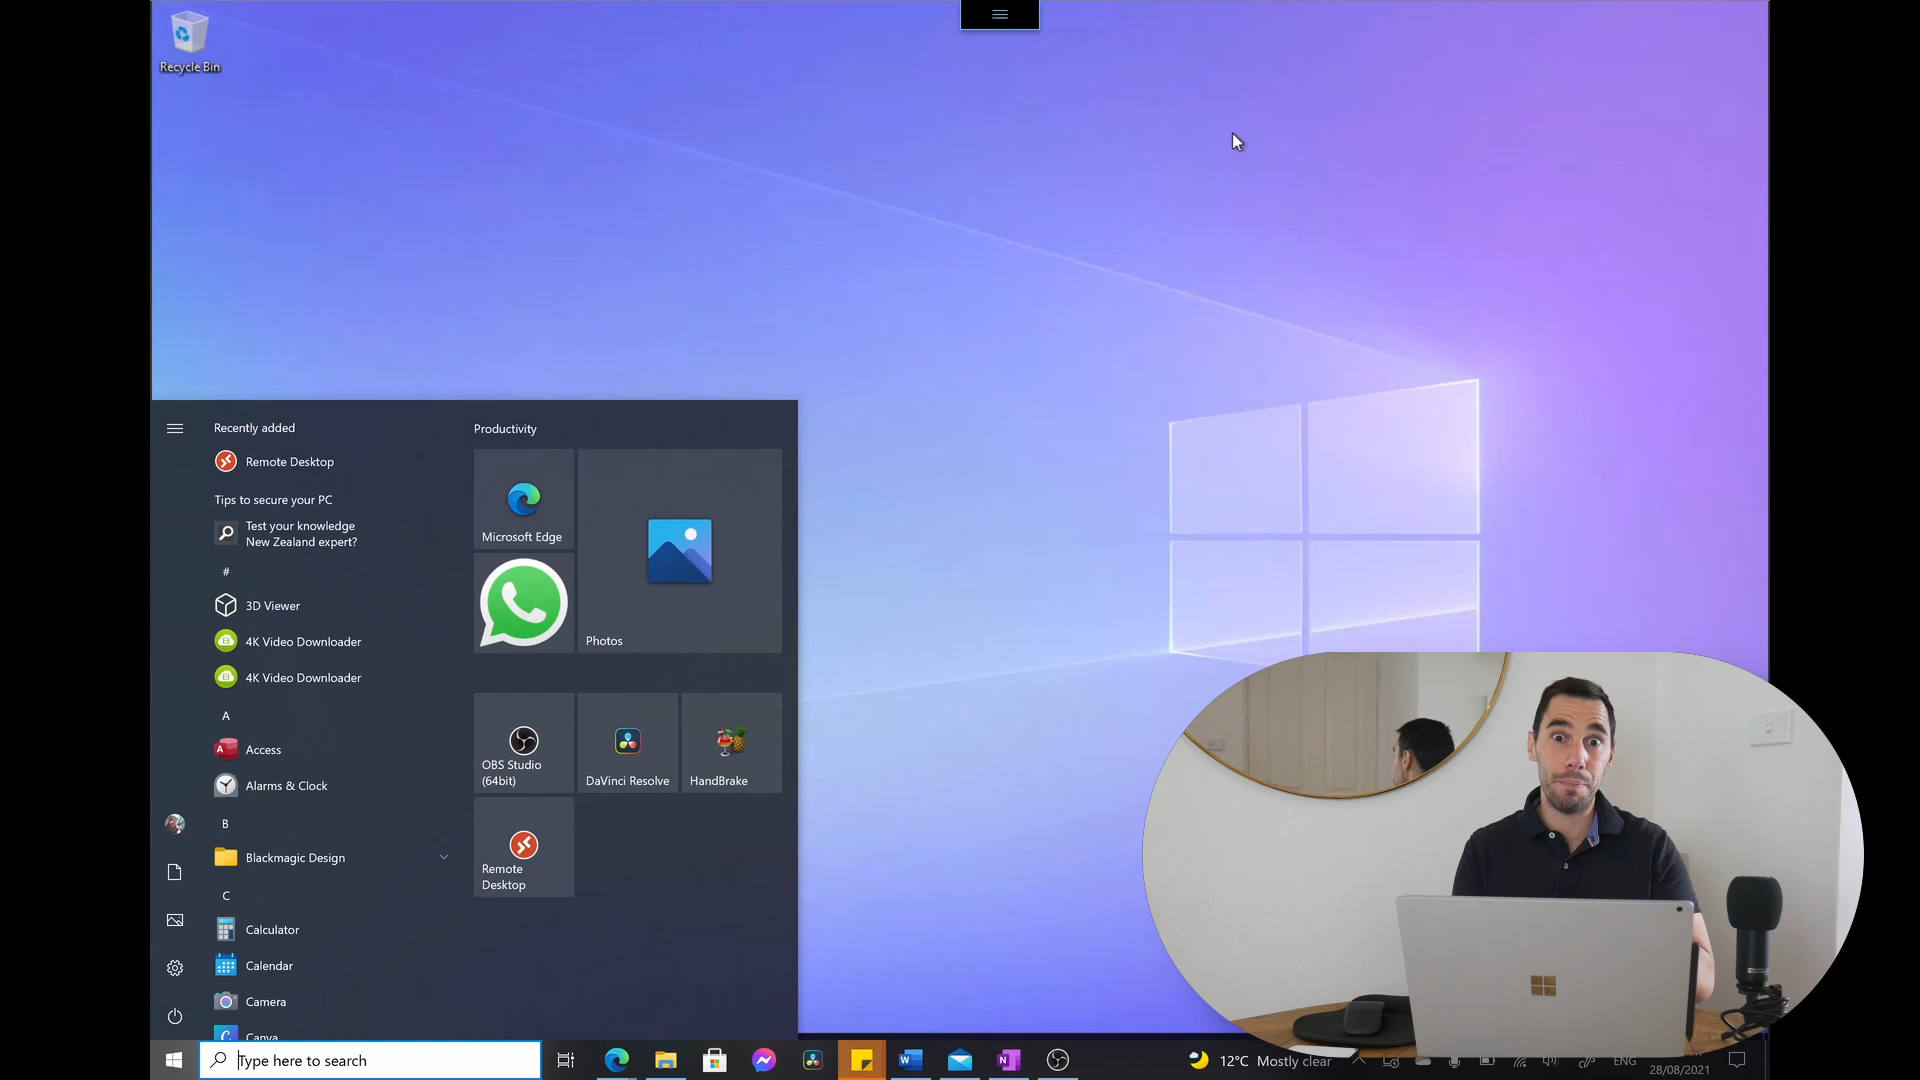 Recycle Bin
Recently added
Remote Desktop
Tips to secure your PC
Test your knowledge
New Zealand expert?
#
3D Viewer
4K Video Downloader
4K Video Downloader
A
Access
Alarms & Clock
B
Blackmagic Design
C
Calculator
Calendar
Camera
Canva
Productivity
Microsoft Edge
Photos
OBS Studio
(64bit)
DaVinci Resolve
HandBrake
Remote
Desktop
Type here to search
12°C Mostly clear
ENG
28/08/2021